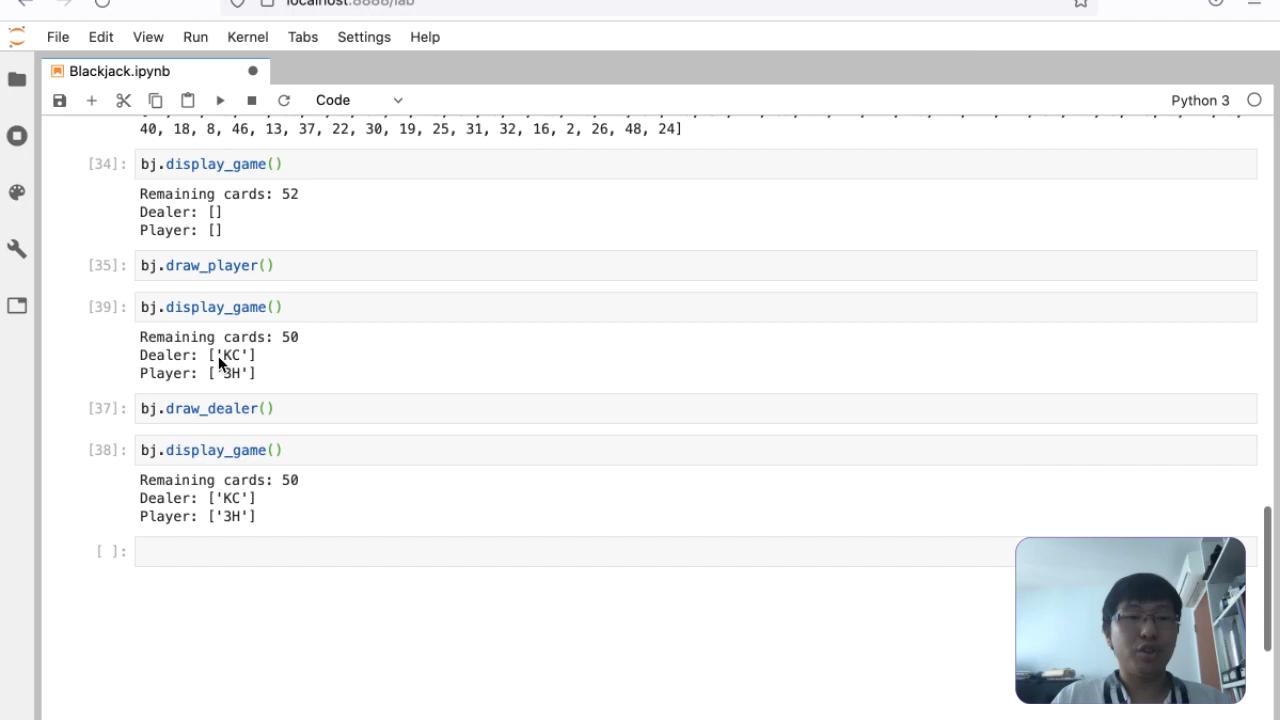 localhost:8888/lab
File Edit View Run Kernel Tabs Settings Help
Blackjack.ipynb
Code
Python 3
40, 18, 8, 46, 13, 37, 22, 30, 19, 25, 31, 32, 16, 2, 26, 48, 24]
[34]: bj.display_game()
Remaining cards: 52
Dealer: []
Player: []
[35]: bj.draw_player()
[39]: bj.display_game()
Remaining cards: 50
Dealer: ['KC']
Player: ['3H']
[37]: bj.draw_dealer()
[38]: bj.display_game()
Remaining cards: 50
Dealer: ['KC']
Player: ['3H']
[ ]: